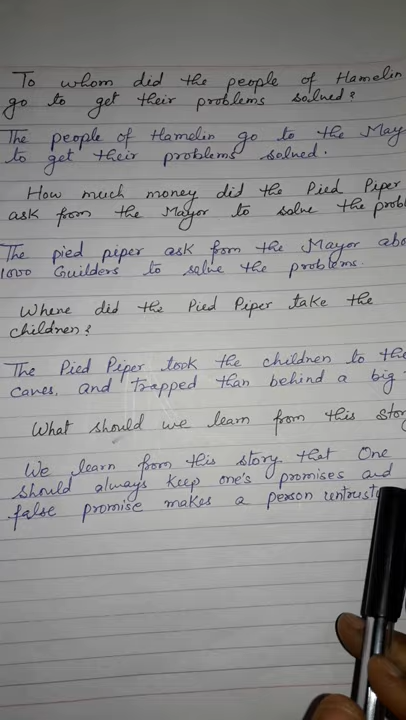 To whom did the people of Hamelin
go to get their problems solved?
The people of Hamelin go to the May
to get their problems solved.
How much money did the Pied Piper
ask from the Mayor to solve the probl
The pied piper ask from the Mayor abo
1000 Guilders to solve the problems.
Where did the Pied Piper take the
children?
The Pied Piper took the children to the
caves, and trapped than behind a big
What should we learn from this story
We learn from this story that One
should always keep one's promises and
false promise makes a person untrust